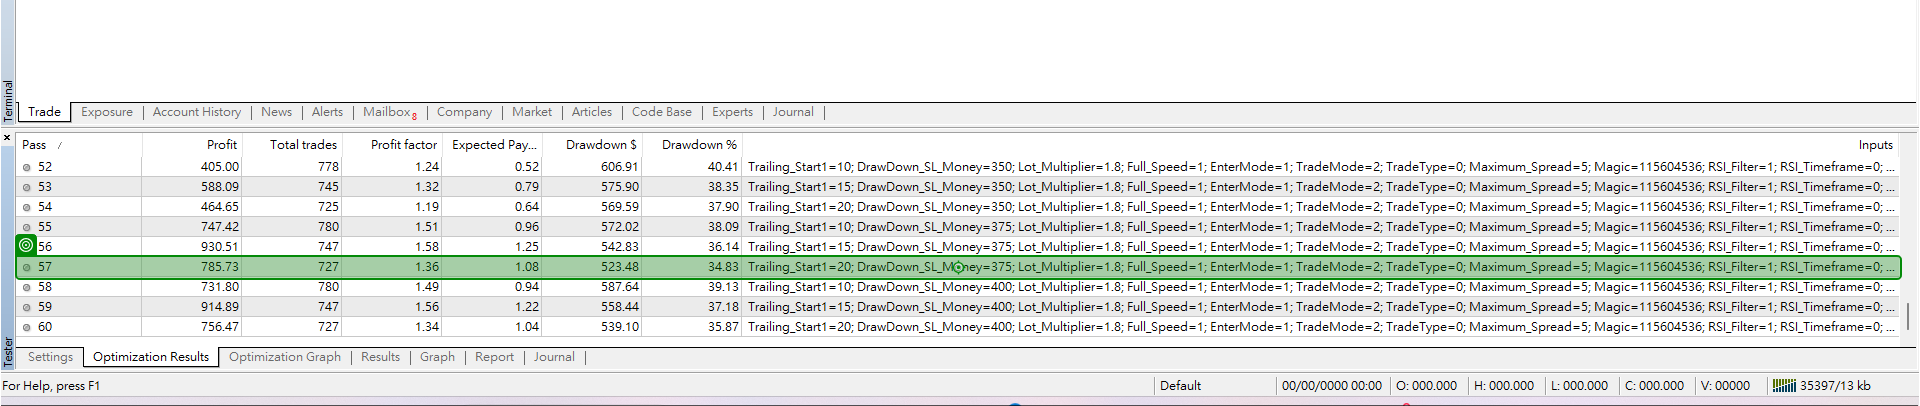 Terminal
Trade Exposure Account History News Alerts Mailbox 8 Company Market Articles Code Base Experts Journal
Pass / Profit Total trades Profit factor Expected Pay... Drawdown $ Drawdown % Inputs
52 405.00 778 1.24 0.52 606.91 40.41 Trailing_Start1=10; DrawDown_SL_Money=350; Lot_Multiplier=1.8; Full_Speed=1; EnterMode=1; TradeMode=2; TradeType=0; Maximum_Spread=5; Magic=115604536; RSI_Filter=1; RSI_Timeframe=0; ...
53 588.09 745 1.32 0.79 575.90 38.35 Trailing_Start1=15; DrawDown_SL_Money=350; Lot_Multiplier=1.8; Full_Speed=1; EnterMode=1; TradeMode=2; TradeType=0; Maximum_Spread=5; Magic=115604536; RSI_Filter=1; RSI_Timeframe=0; ...
54 464.65 725 1.19 0.64 569.59 37.90 Trailing_Start1=20; DrawDown_SL_Money=350; Lot_Multiplier=1.8; Full_Speed=1; EnterMode=1; TradeMode=2; TradeType=0; Maximum_Spread=5; Magic=115604536; RSI_Filter=1; RSI_Timeframe=0; ...
55 747.42 780 1.51 0.96 572.02 38.09 Trailing_Start1=10; DrawDown_SL_Money=375; Lot_Multiplier=1.8; Full_Speed=1; EnterMode=1; TradeMode=2; TradeType=0; Maximum_Spread=5; Magic=115604536; RSI_Filter=1; RSI_Timeframe=0; ...
56 930.51 747 1.58 1.25 542.83 36.14 Trailing_Start1=15; DrawDown_SL_Money=375; Lot_Multiplier=1.8; Full_Speed=1; EnterMode=1; TradeMode=2; TradeType=0; Maximum_Spread=5; Magic=115604536; RSI_Filter=1; RSI_Timeframe=0; ...
57 785.73 727 1.36 1.08 523.48 34.83 Trailing_Start1=20; DrawDown_SL_Money=375; Lot_Multiplier=1.8; Full_Speed=1; EnterMode=1; TradeMode=2; TradeType=0; Maximum_Spread=5; Magic=115604536; RSI_Filter=1; RSI_Timeframe=0; ...
58 731.80 780 1.49 0.94 587.64 39.13 Trailing_Start1=10; DrawDown_SL_Money=400; Lot_Multiplier=1.8; Full_Speed=1; EnterMode=1; TradeMode=2; TradeType=0; Maximum_Spread=5; Magic=115604536; RSI_Filter=1; RSI_Timeframe=0; ...
59 914.89 747 1.56 1.22 558.44 37.18 Trailing_Start1=15; DrawDown_SL_Money=400; Lot_Multiplier=1.8; Full_Speed=1; EnterMode=1; TradeMode=2; TradeType=0; Maximum_Spread=5; Magic=115604536; RSI_Filter=1; RSI_Timeframe=0; ...
60 756.47 727 1.34 1.04 539.10 35.87 Trailing_Start1=20; DrawDown_SL_Money=400; Lot_Multiplier=1.8; Full_Speed=1; EnterMode=1; TradeMode=2; TradeType=0; Maximum_Spread=5; Magic=115604536; RSI_Filter=1; RSI_Timeframe=0; ...
Tester
Settings Optimization Results Optimization Graph Results Graph Report Journal
For Help, press F1 Default 00/00/0000 00:00 O: 000.000 H: 000.000 L: 000.000 C: 000.000 V: 00000 35397/13 kb